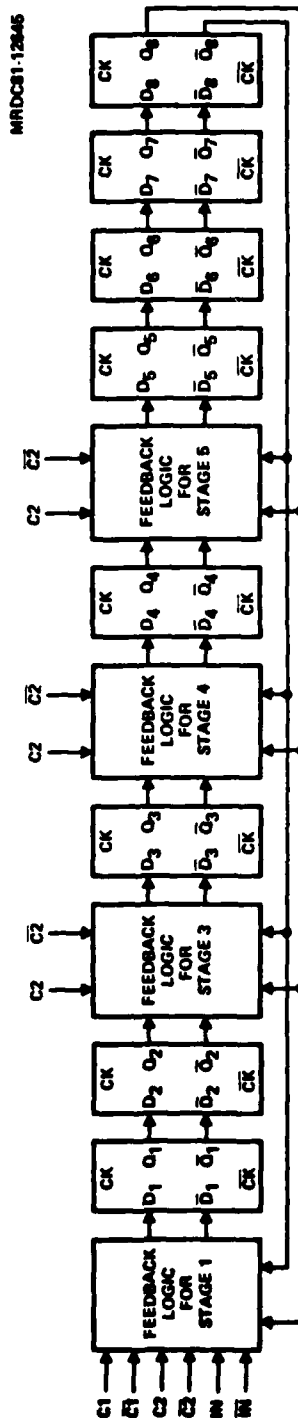 MRDC81-12645
C1
C̅1̅
C2
C̅2̅
IN
I̅N̅
FEEDBACK
LOGIC
FOR
STAGE 1
CK
D1 Q1
D̅1 Q̅1
C̅K̅
CK
D2 Q2
D̅2 Q̅2
C̅K̅
C2
C̅2̅
FEEDBACK
LOGIC
FOR
STAGE 3
CK
D3 Q3
D̅3 Q̅3
C̅K̅
C2
C̅2̅
FEEDBACK
LOGIC
FOR
STAGE 4
CK
D4 Q4
D̅4 Q̅4
C̅K̅
C2
C̅2̅
FEEDBACK
LOGIC
FOR
STAGE 5
CK
D5 Q5
D̅5 Q̅5
C̅K̅
CK
D6 Q6
D̅6 Q̅6
C̅K̅
CK
D7 Q7
D̅7 Q̅7
C̅K̅
CK
D8 Q8
D̅8 Q̅8
C̅K̅